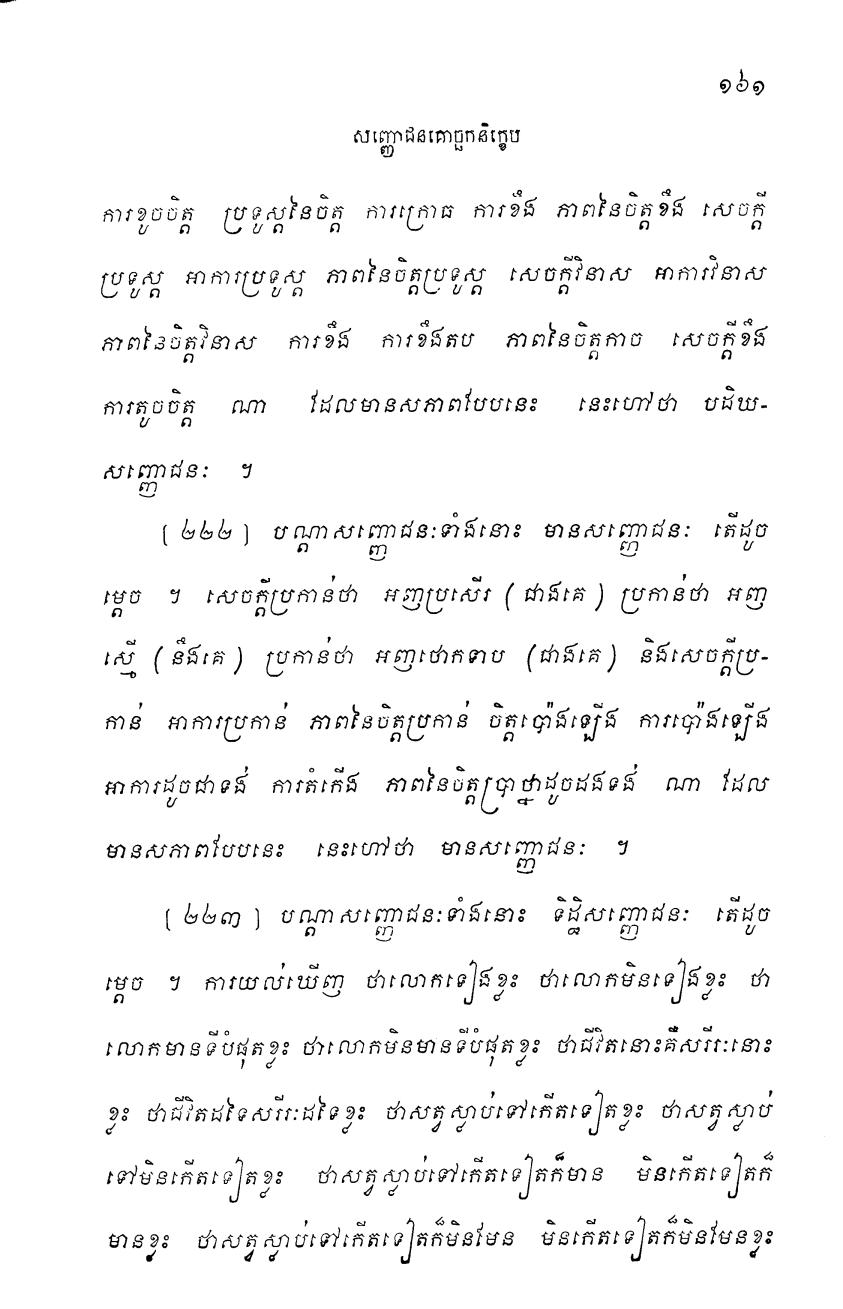 ១៦១
សញ្ញោជនគោច្ឆកនិក្ខេប
ការខូចចិត្ត ប្រទូស្តនៃចិត្ត ការក្រោធ ការខឹង ភាពនៃចិត្តខឹង សេចក្តី
ប្រទូស្ត អាការប្រទូស្ត ភាពនៃចិត្តប្រទូស្ត សេចក្តីវិនាស អាការវិនាស
ភាពនៃចិត្តវិនាស ការខឹង ការខឹងតប ភាពនៃចិត្តកាច សេចក្តីខឹង
ការតូចចិត្ត ណា ដែលមានសភាពបែបនេះ នេះហៅថា បដិឃ-
សញ្ញោជនៈ ។
(២២២) បណ្តាសញ្ញោជនៈទាំងនោះ មានសញ្ញោជនៈ តើដូច
ម្តេច ។ សេចក្តីប្រកាន់ថា អញប្រសើរ (ជាងគេ) ប្រកាន់ថា អញ
ស្មើ (នឹងគេ) ប្រកាន់ថា អញថោកទាប (ជាងគេ) និងសេចក្តីប្រ-
កាន់ អាការប្រកាន់ ភាពនៃចិត្តប្រកាន់ ចិត្តប៉ោងឡើង ការប៉ោងឡើង
អាការដូចជាទង់ ការតំកើង ភាពនៃចិត្តប្រាថ្នាដូចដងទង់ ណា ដែល
មានសភាពបែបនេះ នេះហៅថា មានសញ្ញោជនៈ ។
(២២៣) បណ្តាសញ្ញោជនៈទាំងនោះ ទិដ្ឋិសញ្ញោជនៈ តើដូច
ម្តេច ។ ការយល់ឃើញ ថាលោកទៀងខ្លះ ថាលោកមិនទៀងខ្លះ ថា
លោកមានទីបំផុតខ្លះ ថាលោកមិនមានទីបំផុតខ្លះ ថាជីវិតនោះគឺសរីរៈនោះ
ខ្លះ ថាជីវិតដទៃសរីរៈដទៃខ្លះ ថាសត្វស្លាប់ទៅកើតទៀតខ្លះ ថាសត្វស្លាប់
ទៅមិនកើតទៀតខ្លះ ថាសត្វស្លាប់ទៅកើតទៀតក៏មាន មិនកើតទៀតក៏
មានខ្លះ ថាសត្វស្លាប់ទៅកើតទៀតក៏មិនមែន មិនកើតទៀតក៏មិនមែនខ្លះ